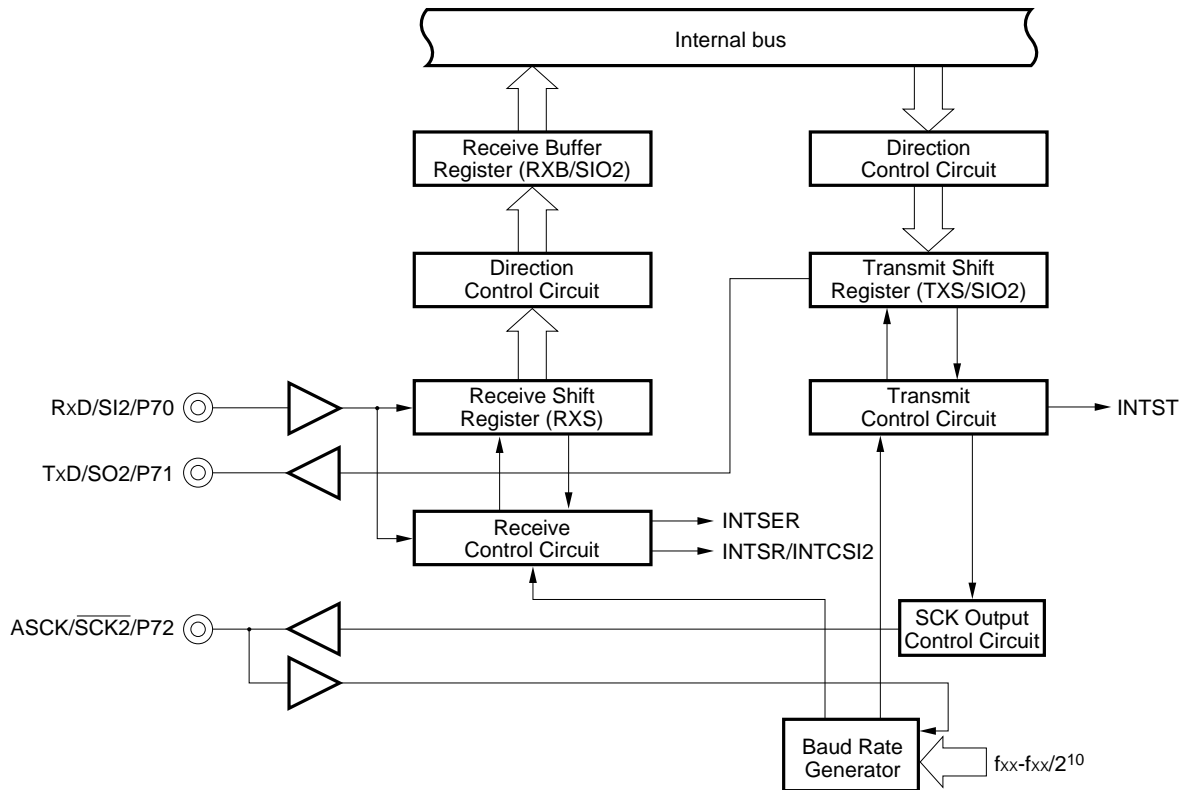 Internal bus
Receive Buffer
Register (RXB/SIO2)
Direction
Control Circuit
Direction
Control Circuit
Transmit Shift
Register (TXS/SIO2)
RxD/SI2/P70
Receive Shift
Register (RXS)
Transmit
Control Circuit
INTST
TxD/SO2/P71
Receive
Control Circuit
INTSER
INTSR/INTCSI2
ASCK/S̅C̅K̅2̅/P72
SCK Output
Control Circuit
Baud Rate
Generator
fxx-fxx/2¹⁰